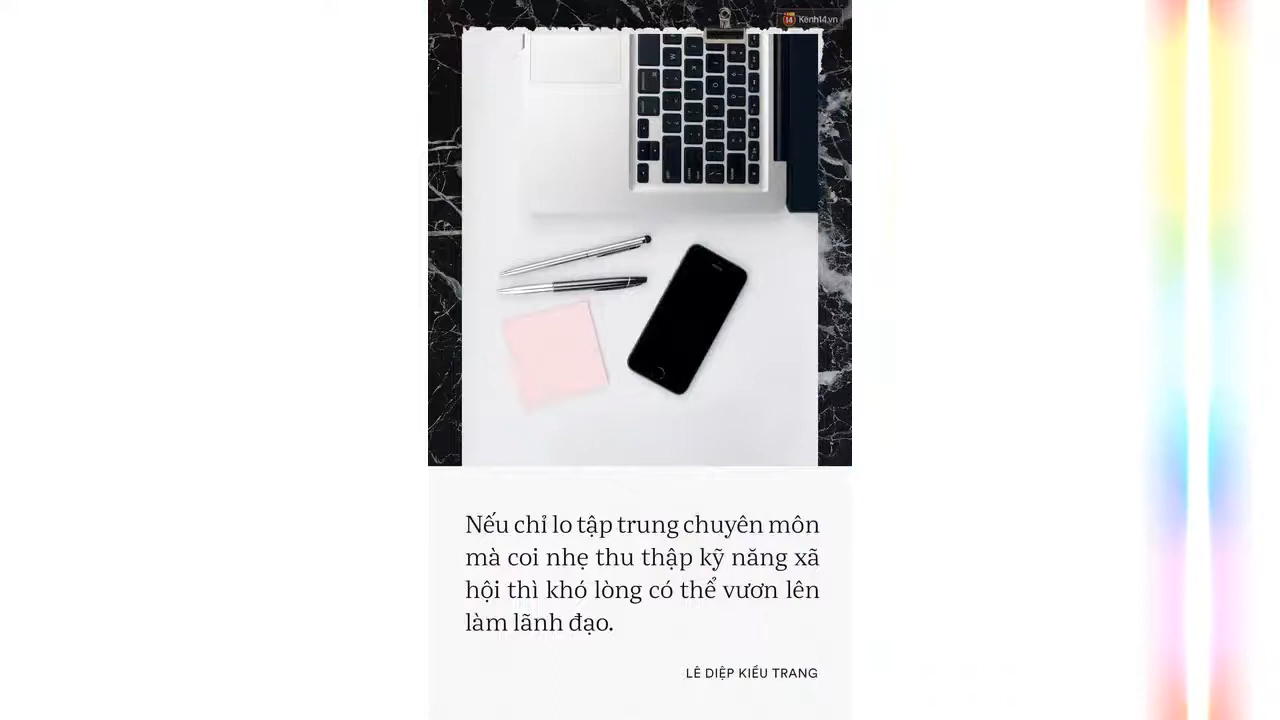 14 Kenh14.vn
Nếu chỉ lo tập trung chuyên môn
mà coi nhẹ thu thập kỹ năng xã
hội thì khó lòng có thể vươn lên
làm lãnh đạo.
LÊ DIỆP KIỀU TRANG